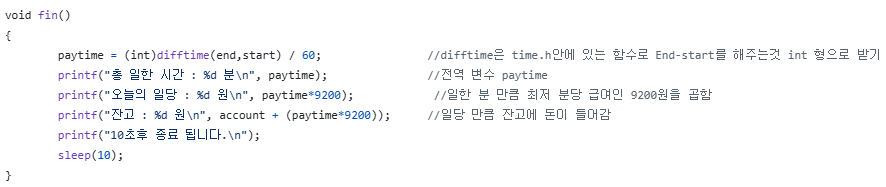 void fin()
{
paytime = (int)difftime(end,start) / 60; //difftime은 time.h안에 있는 함수로 End-start를 해주는것 int 형으로 받기
printf("총 일한 시간 : %d 분\n", paytime); //전역 변수 paytime
printf("오늘의 일당 : %d 원\n", paytime*9200); //일한 분 만큼 최저 분당 급여인 9200원을 곱함
printf("잔고 : %d 원\n", account + (paytime*9200)); //일당 만큼 잔고에 돈이 들어감
printf("10초후 종료 됩니다.\n");
sleep(10);
}